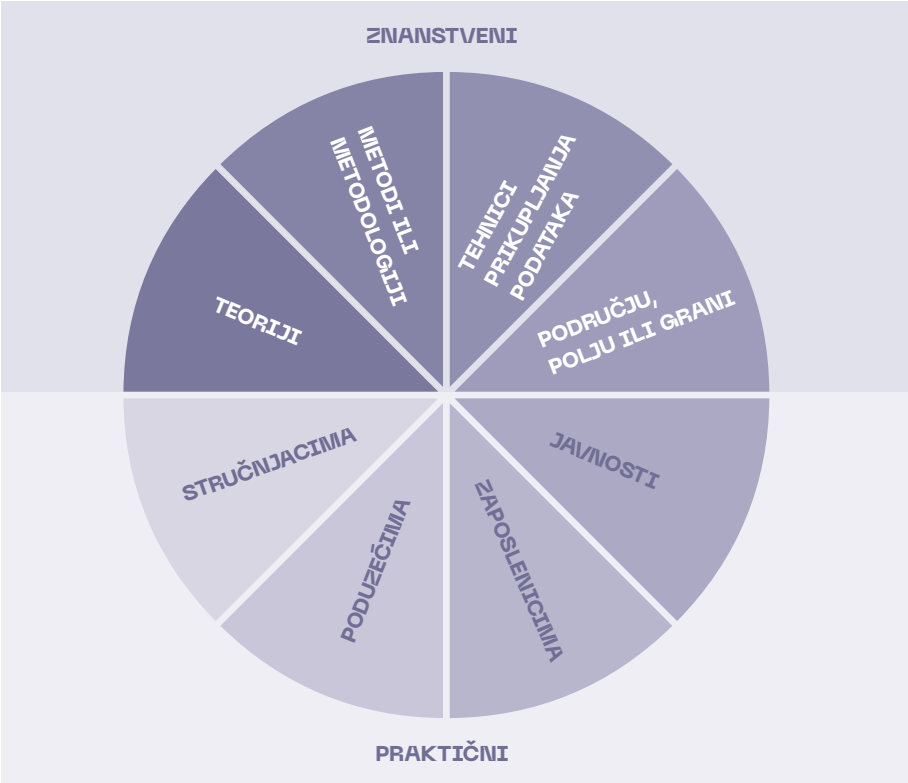 ZNANSTVENI
METODI ILI
METODOLOGIJI
TEHNICI
PRIKUPLJANJA
PODATAKA
TEORIJI
PODRUČJU,
POLJU ILI GRANI
STRUČNJACIMA
JAVNOSTI
PODUZEĆIMA
ZAPOSLENICIMA
PRAKTIČNI